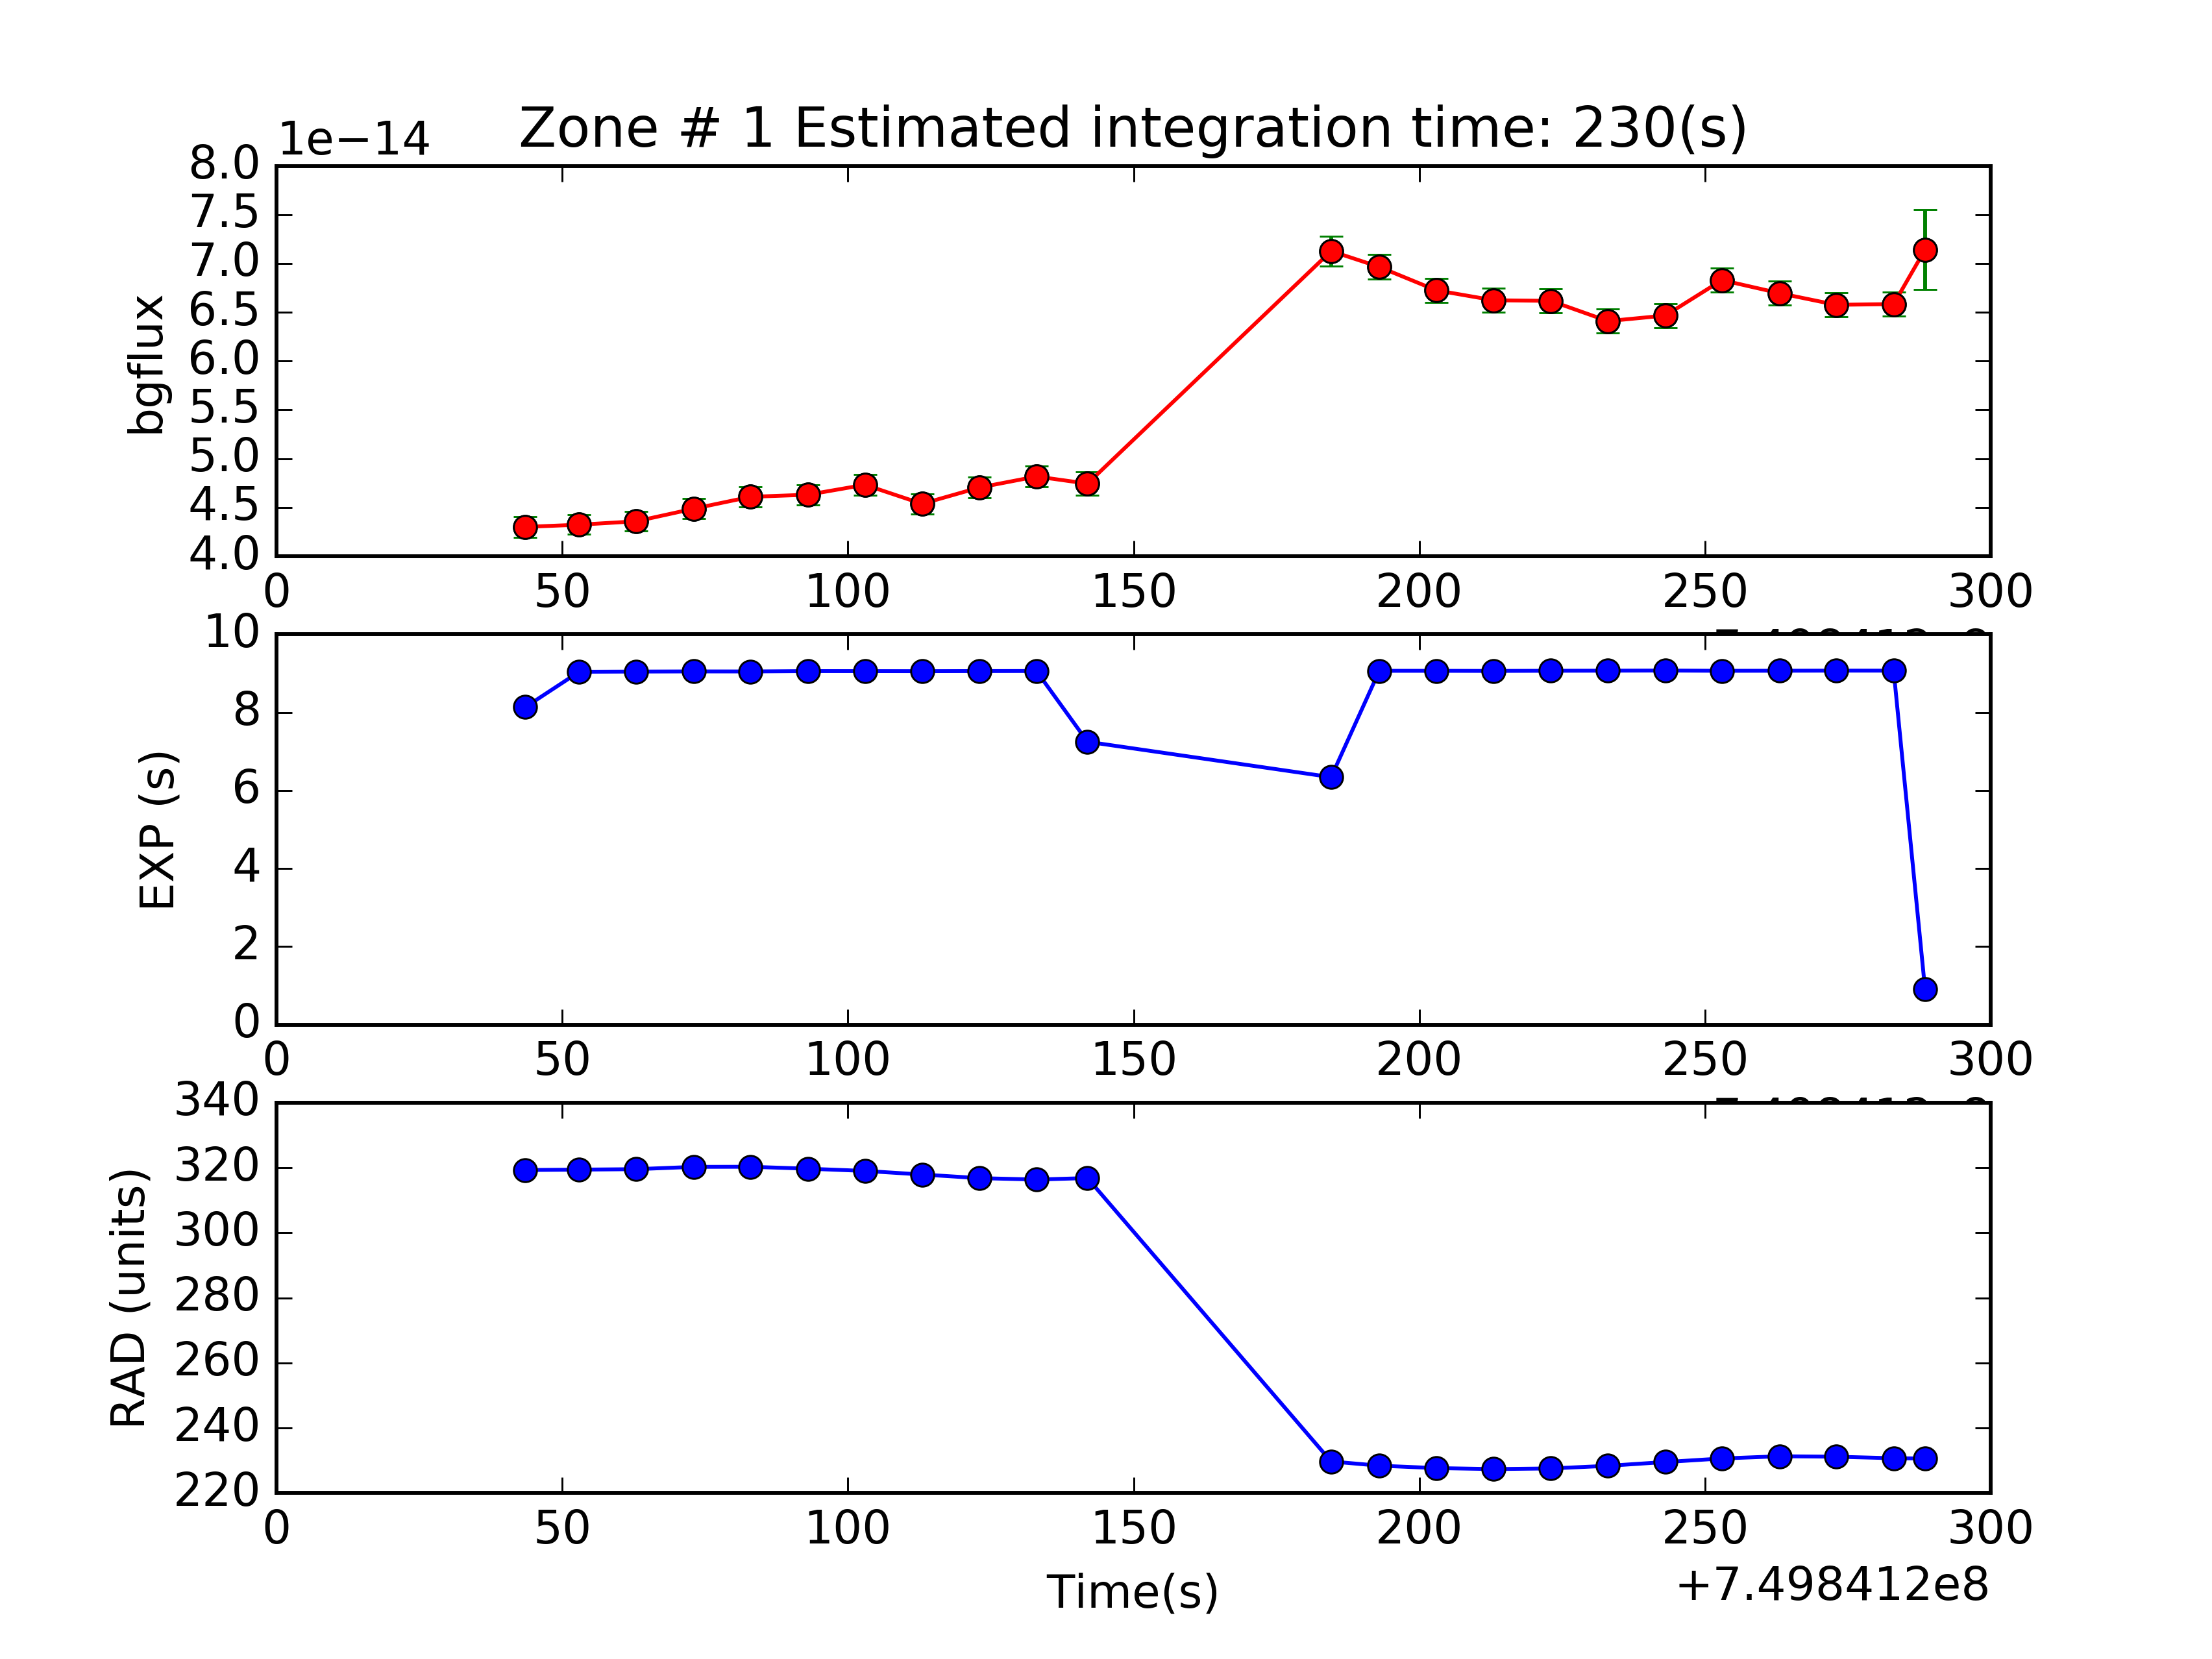 Zone # 1 Estimated integration time: 230(s)
1e−14
bgflux
8.0
7.5
7.0
6.5
6.0
5.5
5.0
4.5
4.0
0 50 100 150 200 250 300
EXP (s)
10
8
6
4
2
0
0 50 100 150 200 250 300
RAD (units)
340
320
300
280
260
240
220
0 50 100 150 200 250 300
Time(s)
+7.498412e8